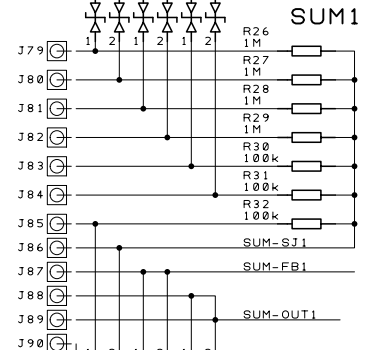 SUM1
1 2 1 2 1 2
J79 R26
1M
J80 R27
1M
J81 R28
1M
J82 R29
1M
J83 R30
100k
J84 R31
100k
J85 R32
100k
J86 SUM-SJ1
J87 SUM-FB1
J88
J89 SUM-OUT1
J90